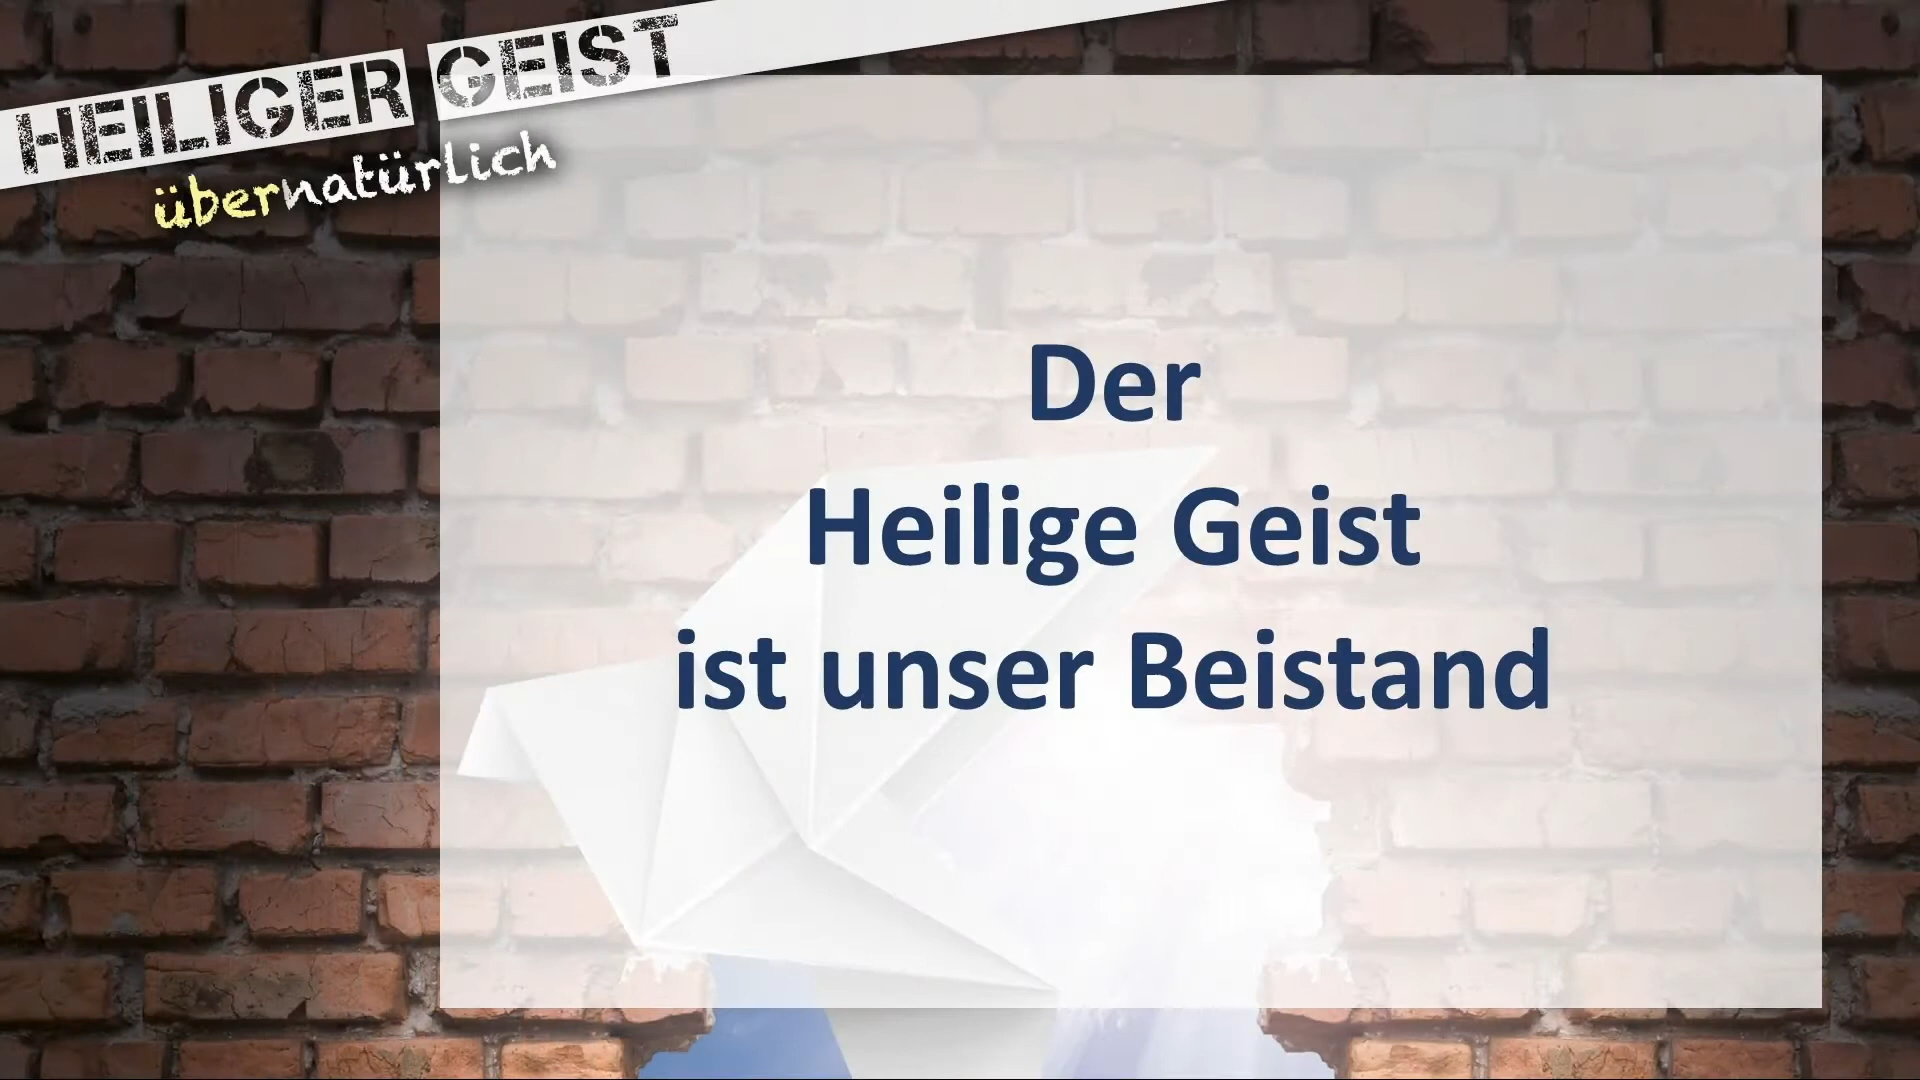 HEILIGER GEIST
übernatürlich
Der
Heilige Geist
ist unser Beistand